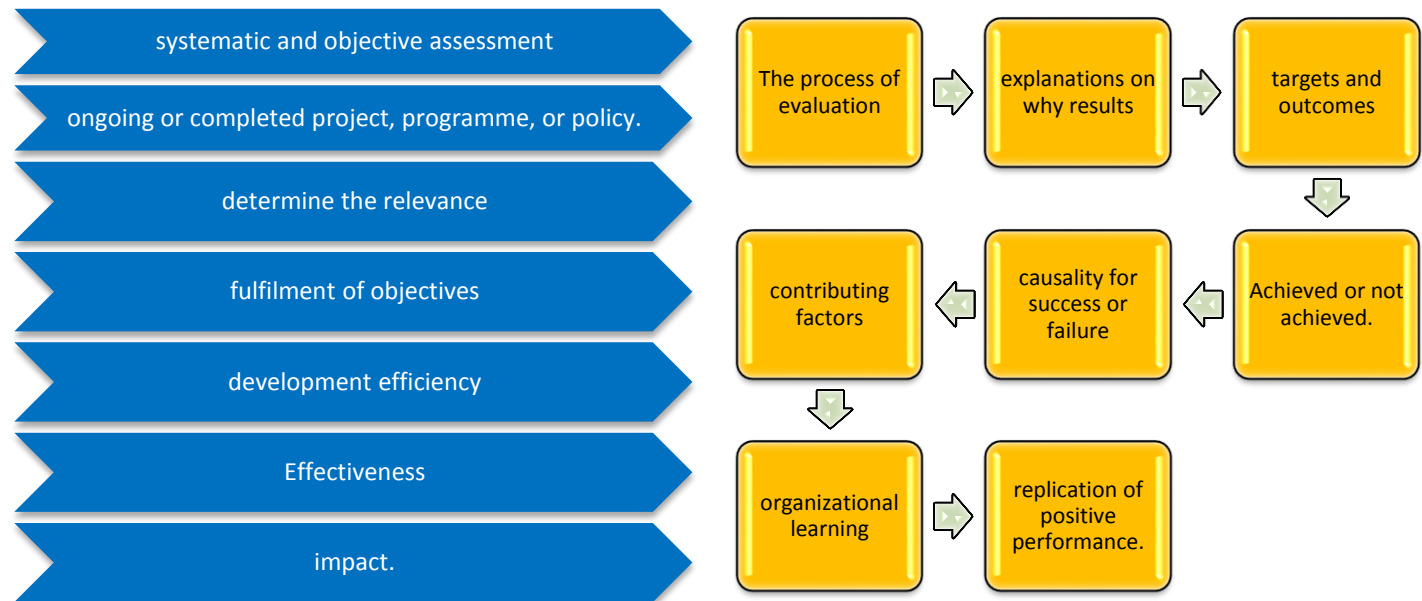 systematic and objective assessment
ongoing or completed project, programme, or policy.
determine the relevance
fulfilment of objectives
development efficiency
Effectiveness
impact.
The process of
evaluation
explanations on
why results
targets and
outcomes
Achieved or not
achieved.
causality for
success or
failure
contributing
factors
organizational
learning
replication of
positive
performance.